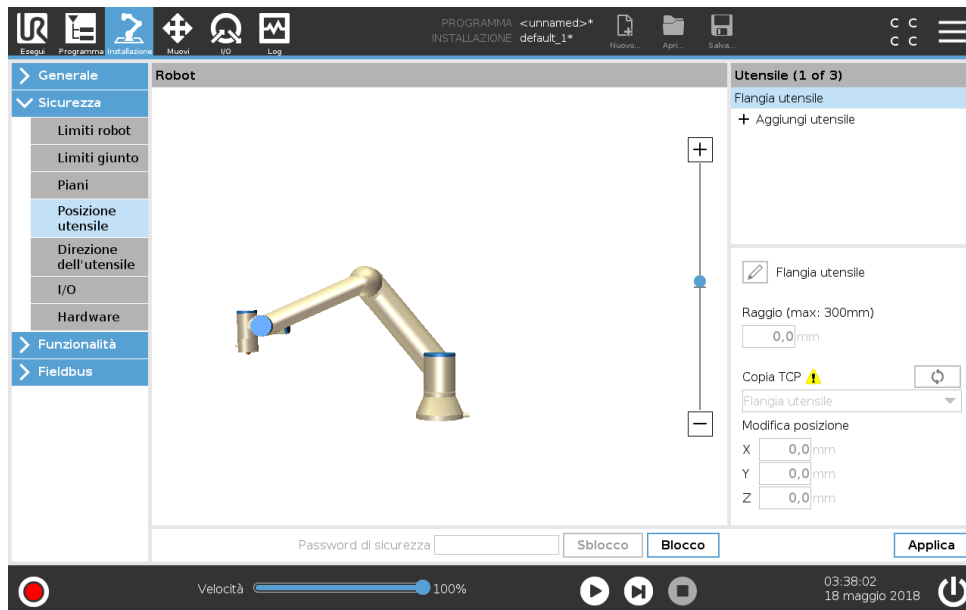 UR
Esegui
Programma
Installazione
Muovi
I/O
Log
PROGRAMMA <unnamed>*
INSTALLAZIONE default_1*
Nuovo...
Apri...
Salva...
C C
C C
Generale
Sicurezza
Limiti robot
Limiti giunto
Piani
Posizione
utensile
Direzione
dell'utensile
I/O
Hardware
Funzionalità
Fieldbus
Robot
Utensile (1 of 3)
Flangia utensile
+ Aggiungi utensile
Flangia utensile
Raggio (max: 300mm)
0,0 mm
Copia TCP
Flangia utensile
Modifica posizione
X 0,0 mm
Y 0,0 mm
Z 0,0 mm
Password di sicurezza
Sblocco
Blocco
Applica
Velocità
100%
03:38:02
18 maggio 2018